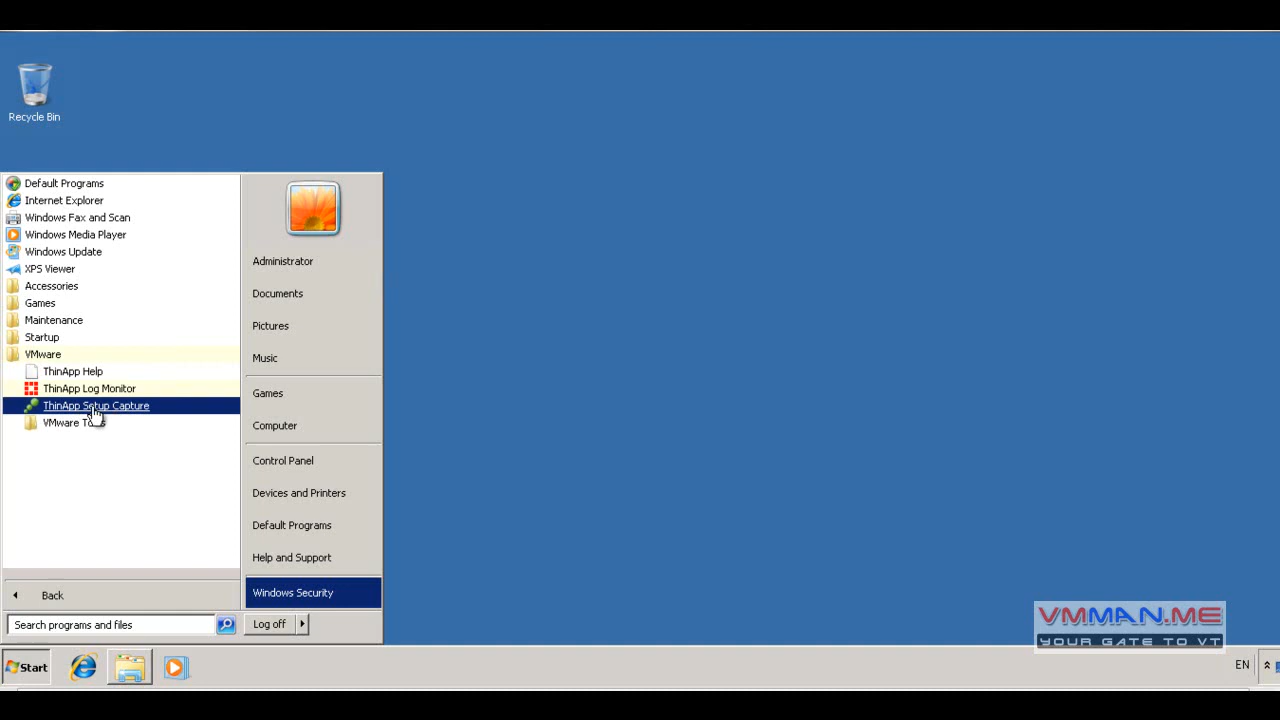 Recycle Bin
Default Programs
Internet Explorer
Windows Fax and Scan
Windows Media Player
Windows Update
XPS Viewer
Accessories
Games
Maintenance
Startup
VMware
ThinApp Help
ThinApp Log Monitor
ThinApp Setup Capture
VMware
Back
Search programs and files
Administrator
Documents
Pictures
Music
Games
Computer
Control Panel
Devices and Printers
Default Programs
Help and Support
Windows Security
Log off
VMMAN.ME
YOUR GATE TO VT
Start
EN